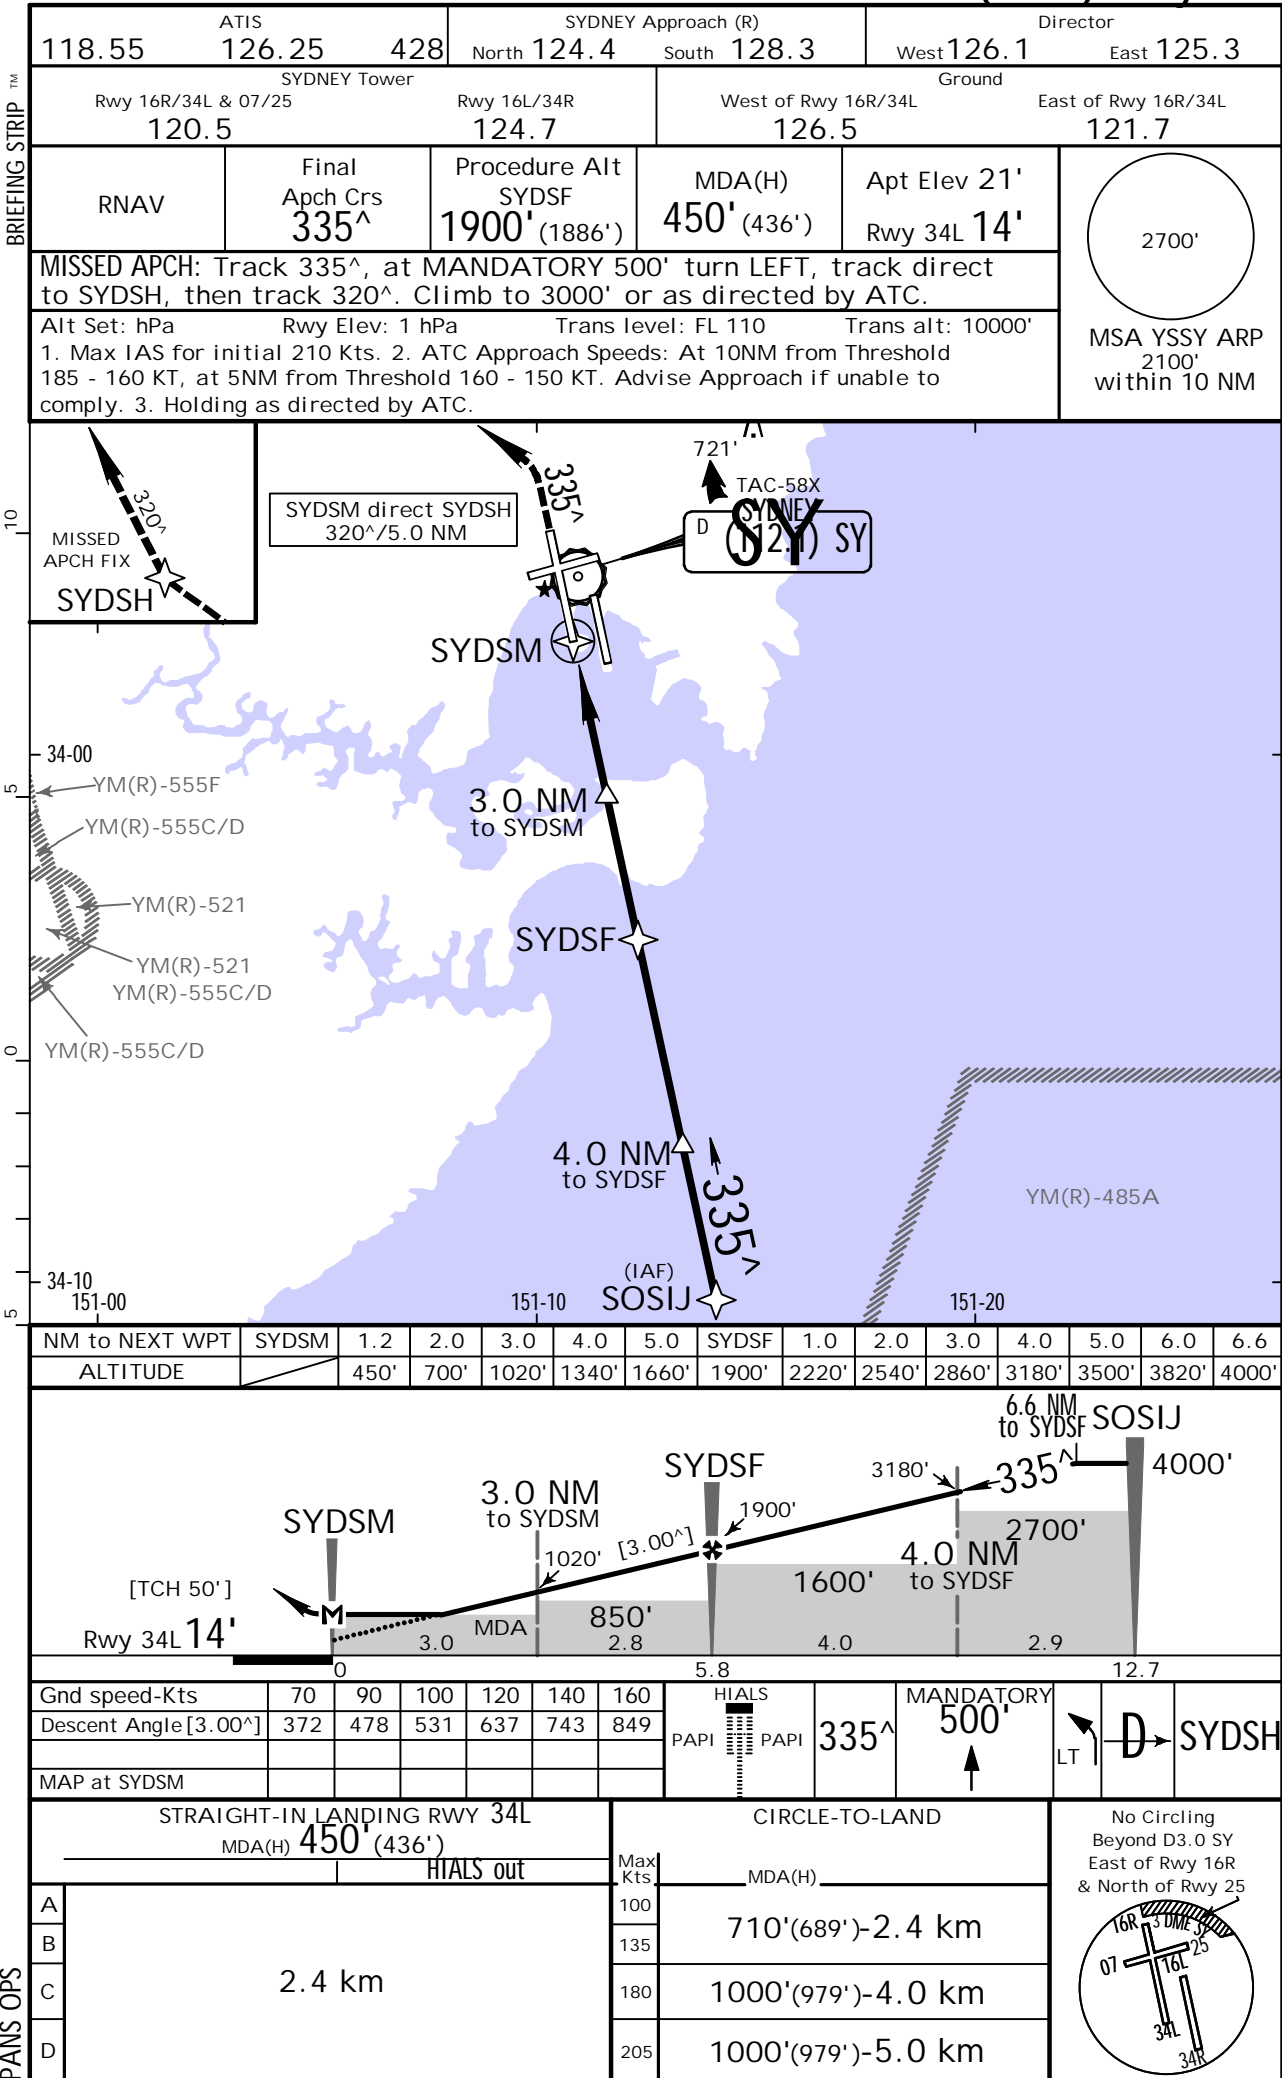 ATIS
118.55 126.25 428
SYDNEY Approach (R)
North 124.4 South 128.3
Director
West 126.1 East 125.3
SYDNEY Tower
Rwy 16R/34L & 07/25 Rwy 16L/34R
120.5 124.7
Ground
West of Rwy 16R/34L East of Rwy 16R/34L
126.5 121.7
BRIEFING STRIP ™
RNAV
Final
Apch Crs
335^
Procedure Alt
SYDSF
1900' (1886')
MDA(H)
450' (436')
Apt Elev 21'
Rwy 34L 14'
2700'
MSA YSSY ARP
2100'
within 10 NM
MISSED APCH: Track 335^, at MANDATORY 500' turn LEFT, track direct
to SYDSH, then track 320^. Climb to 3000' or as directed by ATC.
Alt Set: hPa Rwy Elev: 1 hPa Trans level: FL 110 Trans alt: 10000'
1. Max IAS for initial 210 Kts. 2. ATC Approach Speeds: At 10NM from Threshold
185 - 160 KT, at 5NM from Threshold 160 - 150 KT. Advise Approach if unable to
comply. 3. Holding as directed by ATC.
320^
MISSED
APCH FIX
SYDSH
SYDSM direct SYDSH
320^/5.0 NM
335^
721'
TAC-58X
SYDNEY
D (112.1) SY
SY
SYDSM
10
34-00
5
YM(R)-555F
YM(R)-555C/D
3.0 NM
to SYDSM
YM(R)-521
SYDSF
YM(R)-521
YM(R)-555C/D
YM(R)-555C/D
0
4.0 NM
to SYDSF
335^
YM(R)-485A
(IAF)
SOSIJ
34-10
5
151-00 151-10 151-20
NM to NEXT WPT SYDSM 1.2 2.0 3.0 4.0 5.0 SYDSF 1.0 2.0 3.0 4.0 5.0 6.0 6.6
ALTITUDE 450' 700' 1020' 1340' 1660' 1900' 2220' 2540' 2860' 3180' 3500' 3820' 4000'
6.6 NM
to SYDSF
SOSIJ
4000'
335^
3180'
SYDSF
1900'
3.0 NM
to SYDSM
[3.00^]
1020'
SYDSM
2700'
4.0 NM
to SYDSF
1600'
[TCH 50']
M
850'
Rwy 34L 14'
MDA
3.0 2.8 4.0 2.9
0 5.8 12.7
Gnd speed-Kts 70 90 100 120 140 160
Descent Angle [3.00^] 372 478 531 637 743 849
MAP at SYDSM
HIALS
PAPI PAPI
335^
MANDATORY
500'
LT
D
SYDSH
STRAIGHT-IN LANDING RWY 34L
MDA(H) 450' (436')
HIALS out
A
B
C
D
2.4 km
PANS OPS
CIRCLE-TO-LAND
Max
Kts
MDA(H)
100
135
710'(689')-2.4 km
180 1000'(979')-4.0 km
205 1000'(979')-5.0 km
No Circling
Beyond D3.0 SY
East of Rwy 16R
& North of Rwy 25
16R 3 DME
07 16L 25
34L
34R